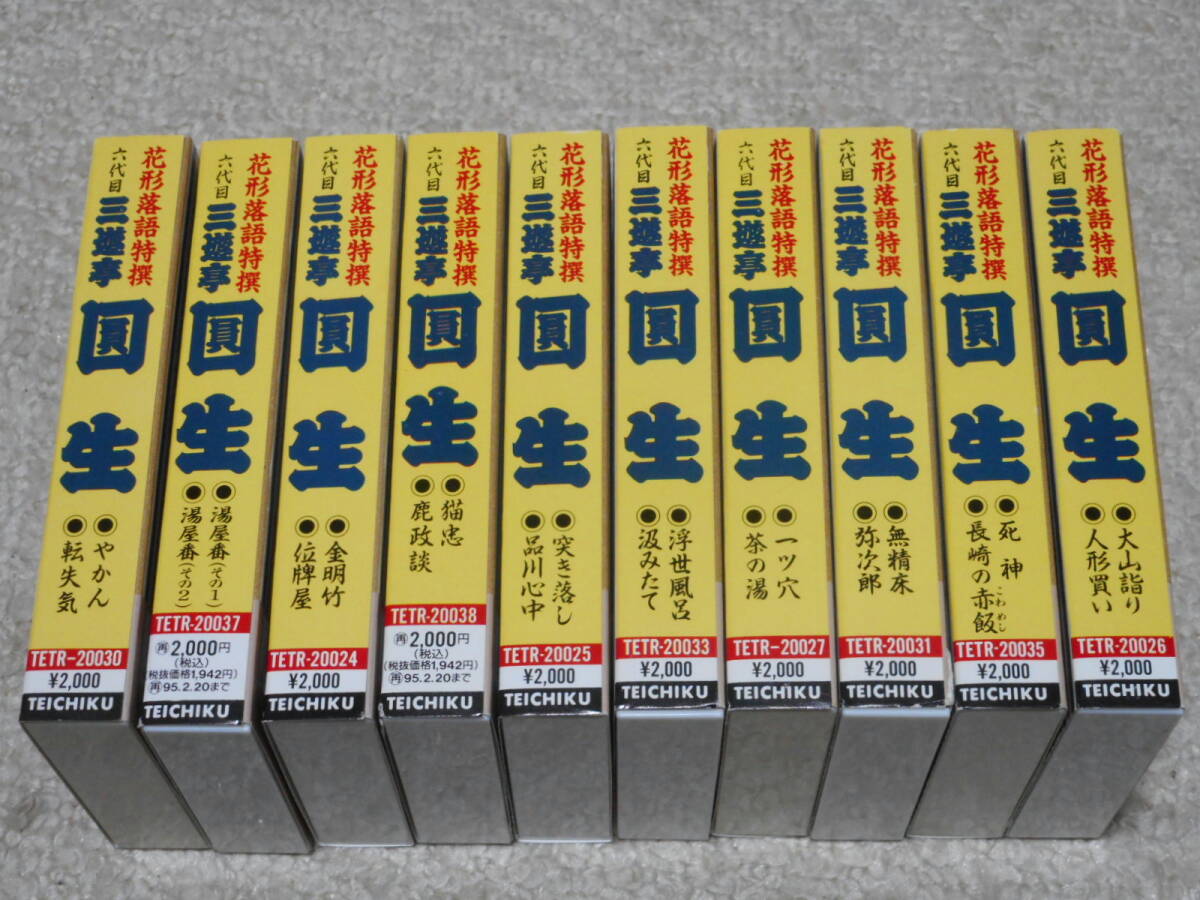 花形落語特撰
六代目 三遊亭 圓生
●やかん
●転失気
TETR-20030
¥2,000
TEICHIKU
花形落語特撰
六代目 三遊亭 圓生
●湯屋番(その1)
●湯屋番(その2)
TETR-20037
再2,000円
(税込)
(税抜価格1,942円)
再95.2.20まで
TEICHIKU
花形落語特撰
六代目 三遊亭 圓生
●金明竹
●位牌屋
TETR-20024
¥2,000
TEICHIKU
花形落語特撰
六代目 三遊亭 圓生
●猫忠
●鹿政談
TETR-20038
再2,000円
(税込)
(税抜価格1,942円)
再95.2.20まで
TEICHIKU
花形落語特撰
六代目 三遊亭 圓生
●突き落し
●品川心中
TETR-20025
¥2,000
TEICHIKU
花形落語特撰
六代目 三遊亭 圓生
●浮世風呂
●汲みたて
TETR-20033
¥2,000
TEICHIKU
花形落語特撰
六代目 三遊亭 圓生
●一ツ穴
●茶の湯
TETR-20027
¥2,000
TEICHIKU
花形落語特撰
六代目 三遊亭 圓生
●無精床
●弥次郎
TETR-20031
¥2,000
TEICHIKU
花形落語特撰
六代目 三遊亭 圓生
●死神
●長崎の赤飯
こわめし
TETR-20035
¥2,000
TEICHIKU
花形落語特撰
六代目 三遊亭 圓生
●大山詣り
●人形買い
TETR-20026
¥2,000
TEICHIKU